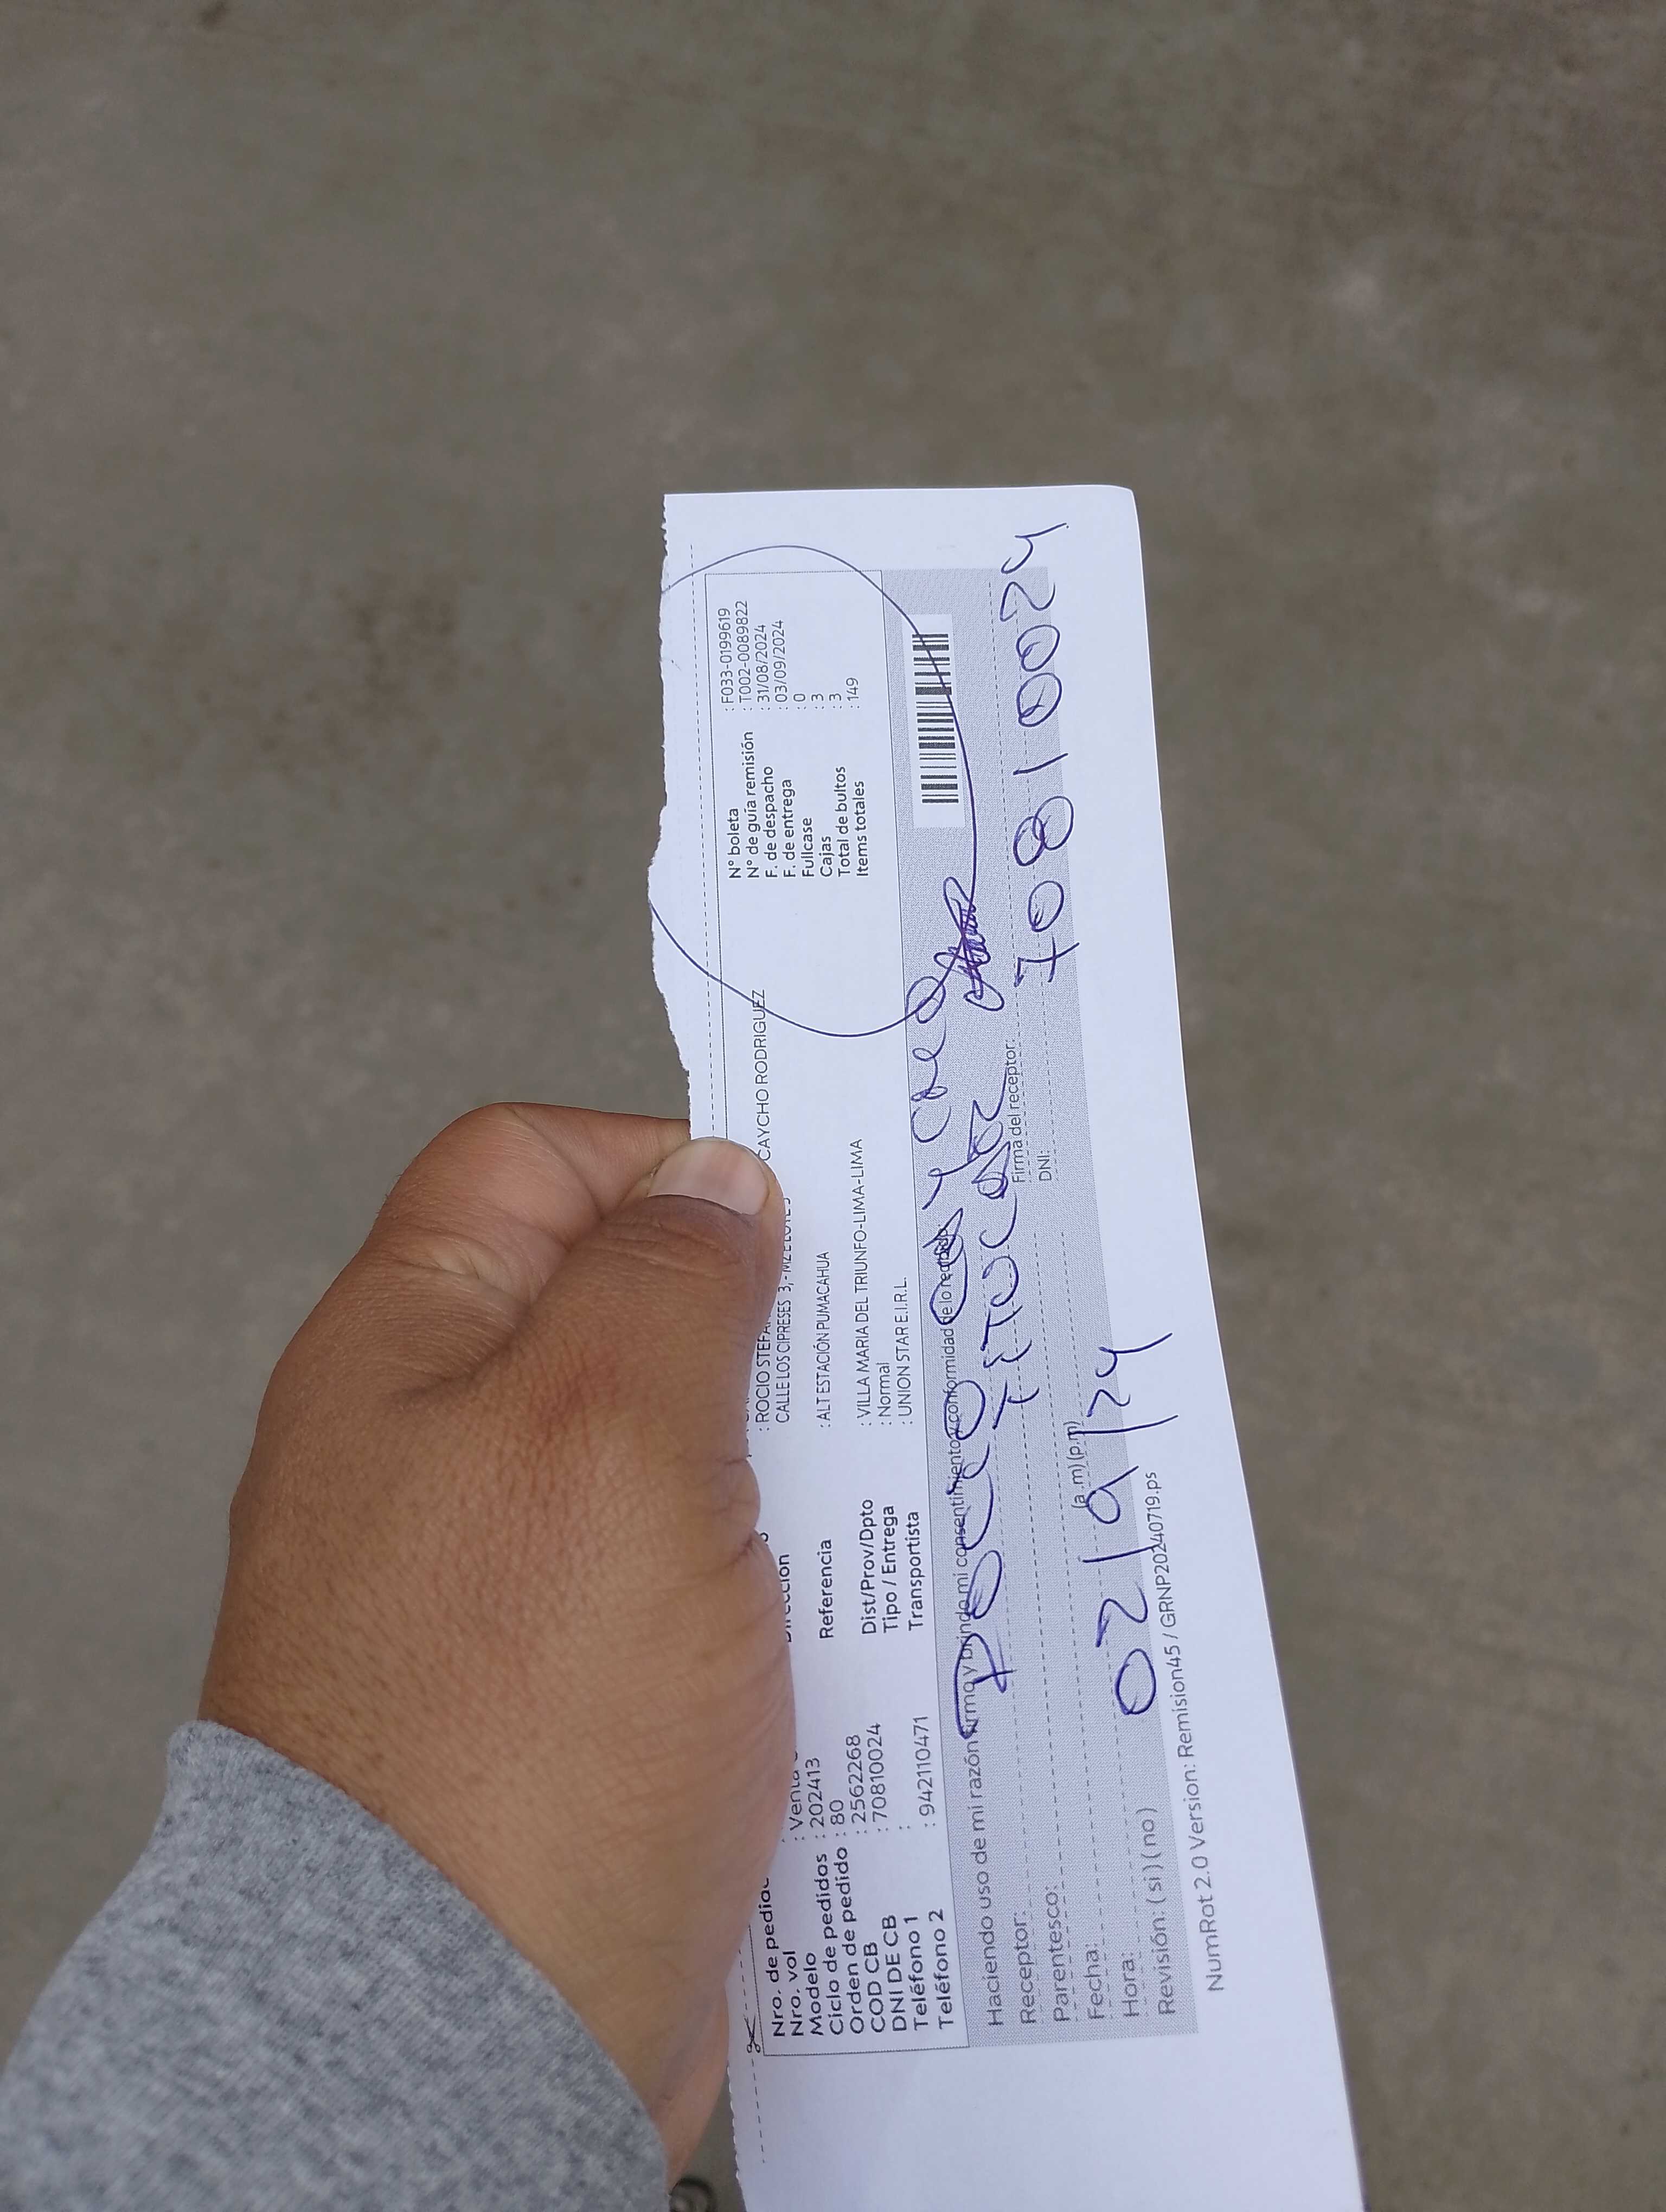 Nro. de
Nro. vol : Venta
Modelo : 202413
Ciclo de pedidos : 80
Orden de pedido : 2562268
COD CB : 70810024
DNI DE CB :
Teléfono 1 : 942110471
Teléfono 2
: ROCIO CAYCHO RODRIGUEZ
CALLE LOS CIPRESES 3,
Referencia : ALT ESTACIÓN PUMACAHUA
Dist/Prov/Dpto : VILLA MARIA DEL TRIUNFO-LIMA-LIMA
Tipo / Entrega : Normal
Transportista : UNION STAR E.I.R.L.
N° boleta : F033-0199619
N° de guía remisión : T002-0089822
F. de despacho : 31/08/2024
F. de entrega : 03/09/2024
Fullcase : 0
Cajas : 3
Total de bultos : 3
Items totales : 149
Haciendo uso de mi razón firmo y brindo mi consentimiento y conformidad de lo recibido
Receptor:
Parentesco:
Fecha: 02/9/24
Hora: (a.m) (p.m)
Revisión: ( si ) ( no )
Firma del receptor:
DNI: 70810024
NumRot 2.0 Version: Remision45 / GRNP20240719.ps